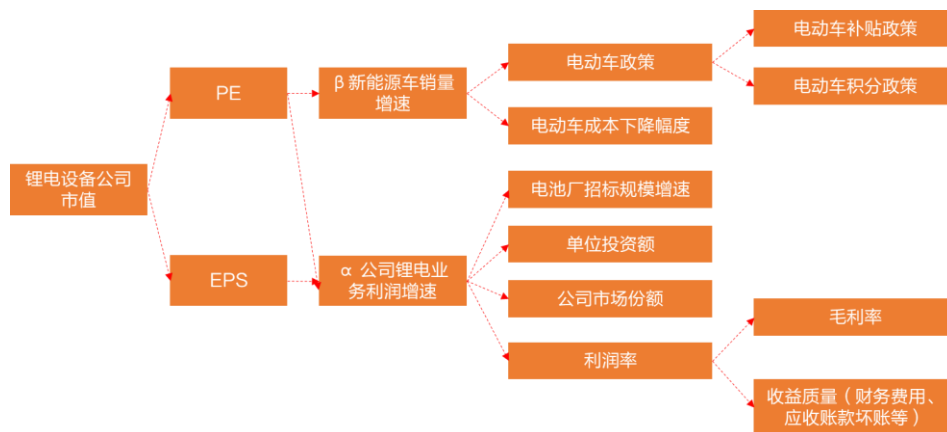 锂电设备公司
市值
PE
EPS
β新能源车销量
增速
α 公司锂电业
务利润增速
电动车政策
电动车成本下降幅度
电池厂招标规模增速
单位投资额
公司市场份额
利润率
电动车补贴政策
电动车积分政策
毛利率
收益质量（财务费用、
应收账款坏账等）